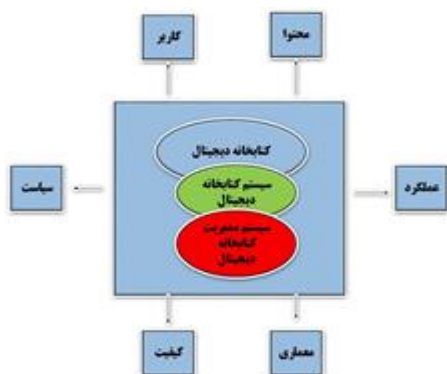 محتوا
کاربر
کتابخانه دیجیتال
سیستم کتابخانه
دیجیتال
سیستم مدیریت
کتابخانه
دیجیتال
عملکرد
سیاست
معماری
کیفیت